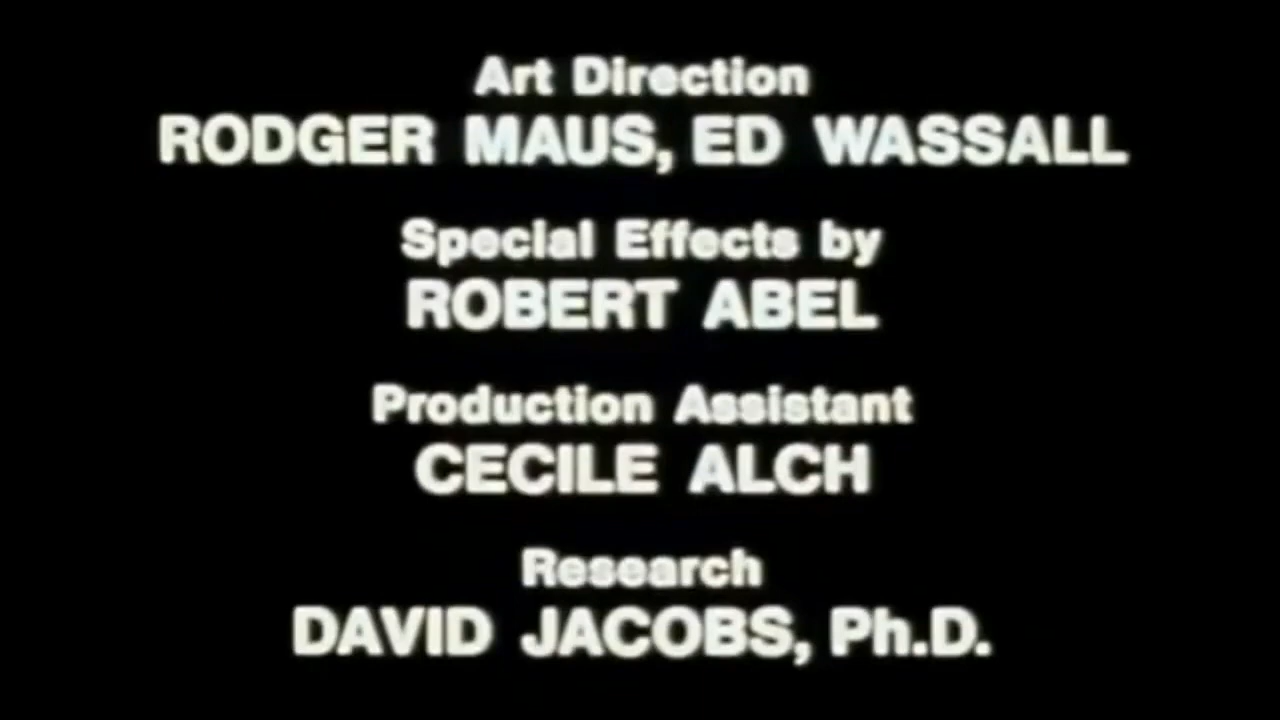 Art Direction
RODGER MAUS, ED WASSALL
Special Effects by
ROBERT ABEL
Production Assistant
CECILE ALCH
Research
DAVID JACOBS, Ph.D.